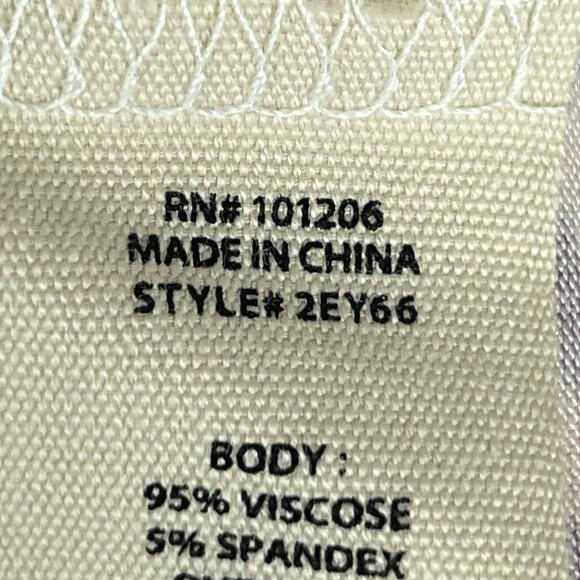 RN# 101206
MADE IN CHINA
STYLE# 2EY66
BODY :
95% VISCOSE
5% SPANDEX